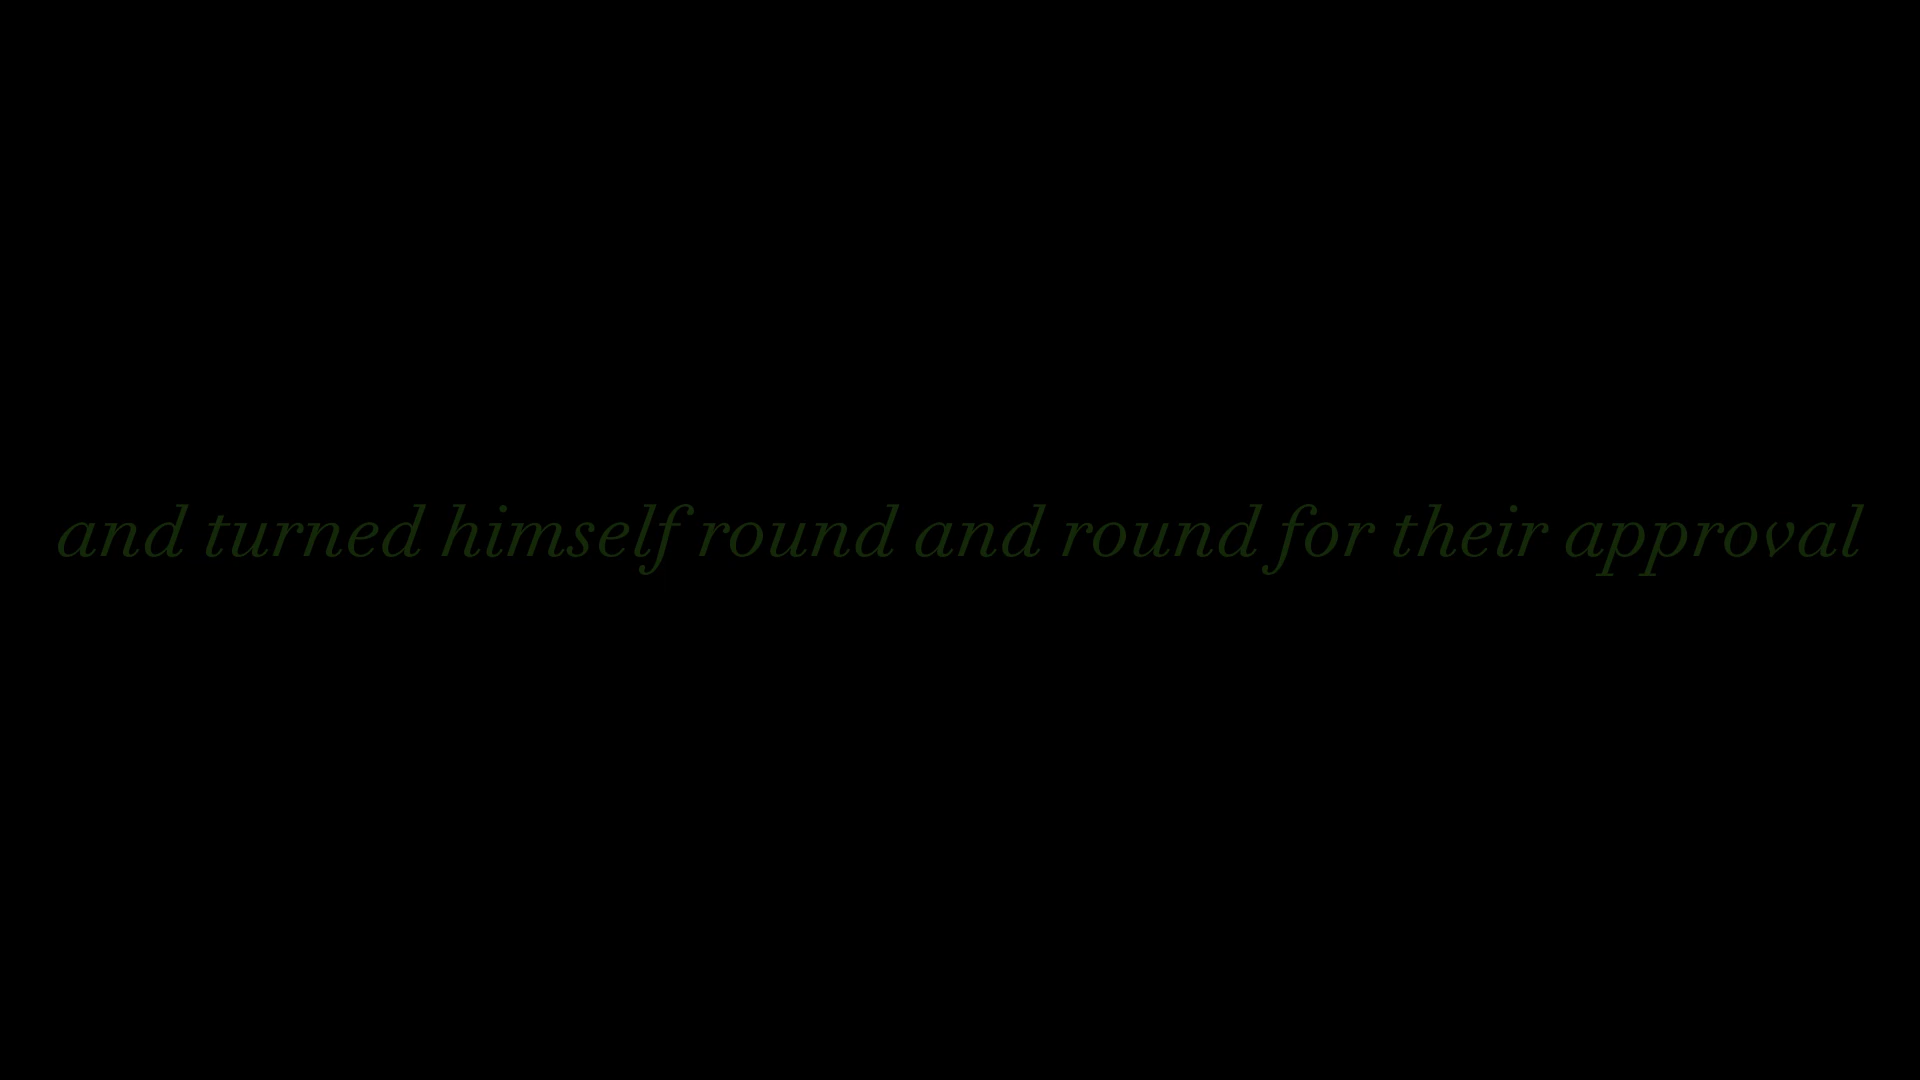 and turned himself round and round for their approval